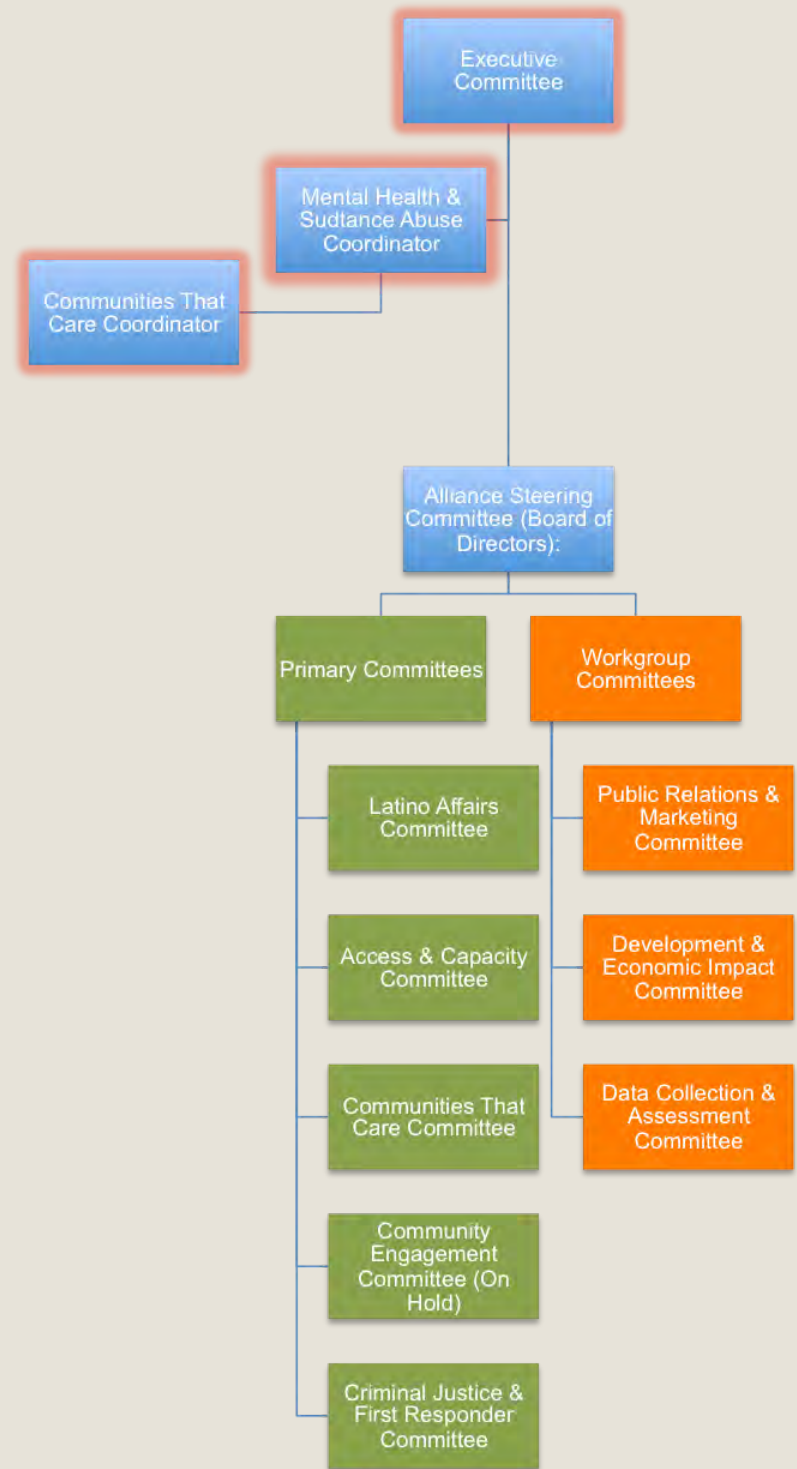 Executive
Committee
Mental Health &
Sudtance Abuse
Coordinator
Communities That
Care Coordinator
Alliance Steering
Committee (Board of
Directors):
Primary Committees
Workgroup
Committees
Latino Affairs
Committee
Public Relations &
Marketing
Committee
Access & Capacity
Committee
Development &
Economic Impact
Committee
Communities That
Care Committee
Data Collection &
Assessment
Committee
Community
Engagement
Committee (On
Hold)
Criminal Justice &
First Responder
Committee